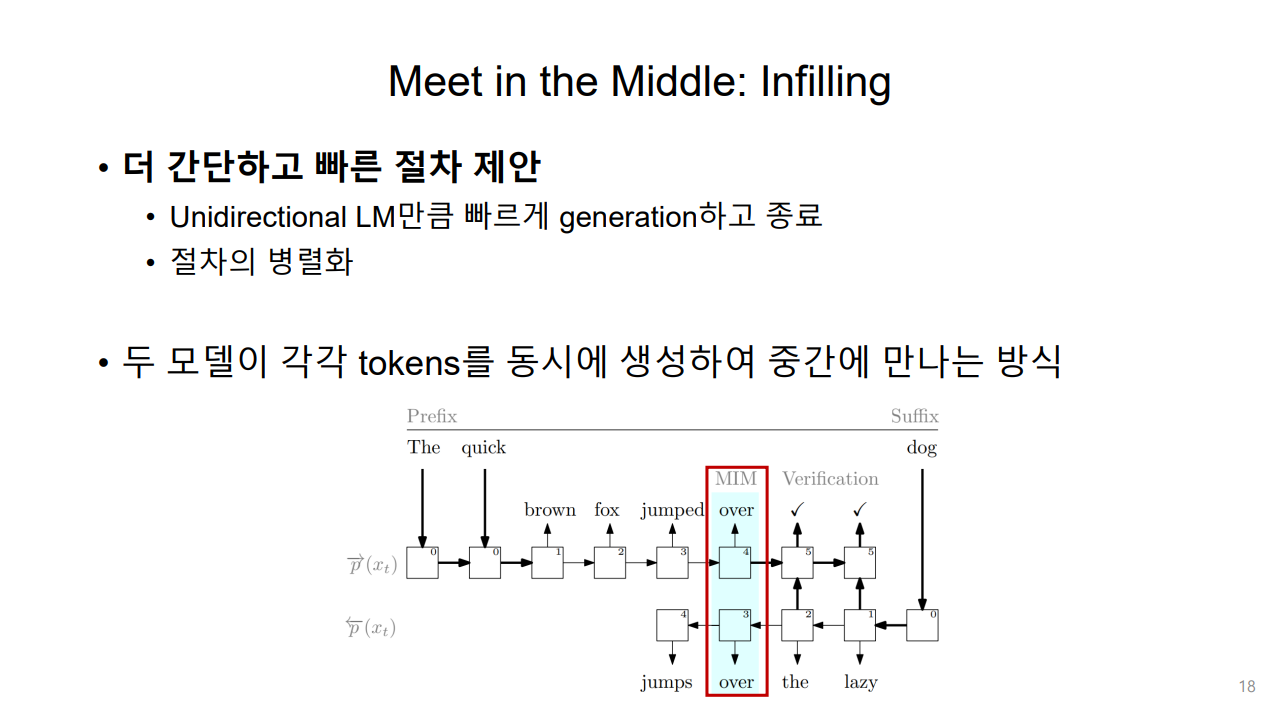 Meet in the Middle: Infilling
• 더 간단하고 빠른 절차 제안
• Unidirectional LM만큼 빠르게 generation하고 종료
• 절차의 병렬화
• 두 모델이 각각 tokens를 동시에 생성하여 중간에 만나는 방식
Prefix Suffix
The quick dog
MIM Verification
brown fox jumped over ✓ ✓
0 0 1 2 3 4 5 5
→p(xₜ)
4 3 2 1 0
←p(xₜ)
jumps over the lazy
18